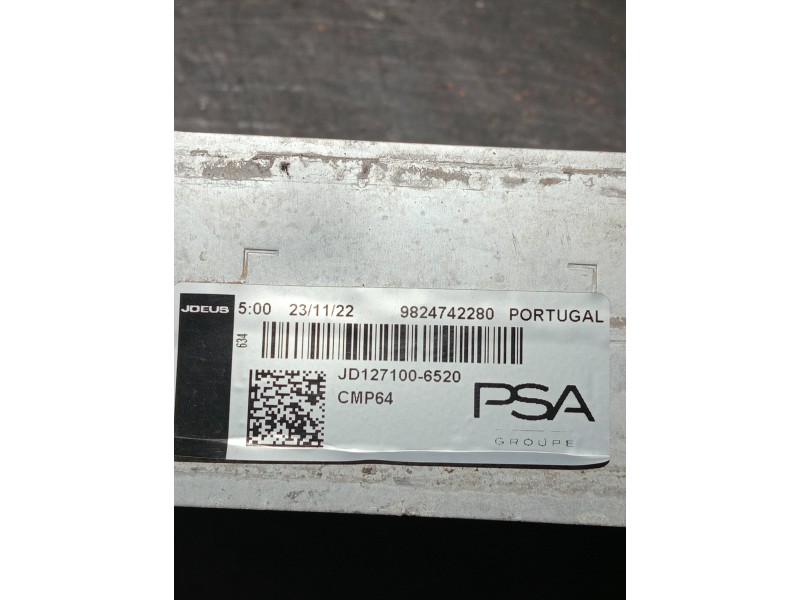 JDEUS 5:00 23/11/22 9824742280 PORTUGAL
634
JD127100-6520
CMP64
PSA
GROUPE